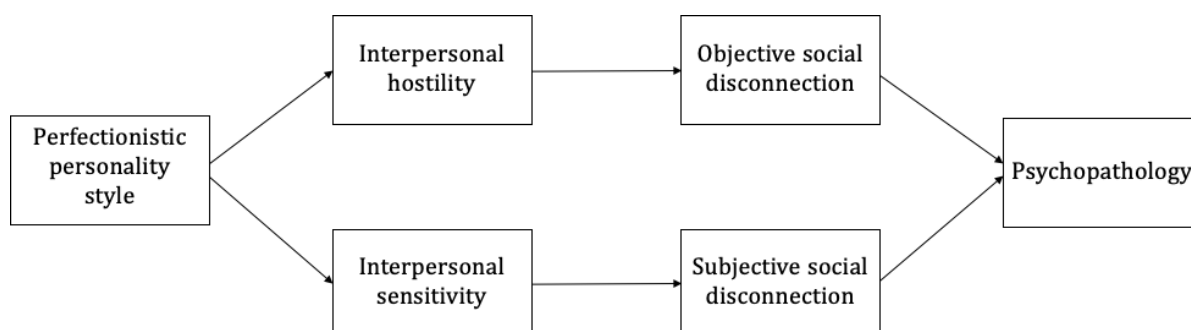 Perfectionistic
personality
style
Interpersonal
hostility
Objective social
disconnection
Interpersonal
sensitivity
Subjective social
disconnection
Psychopathology